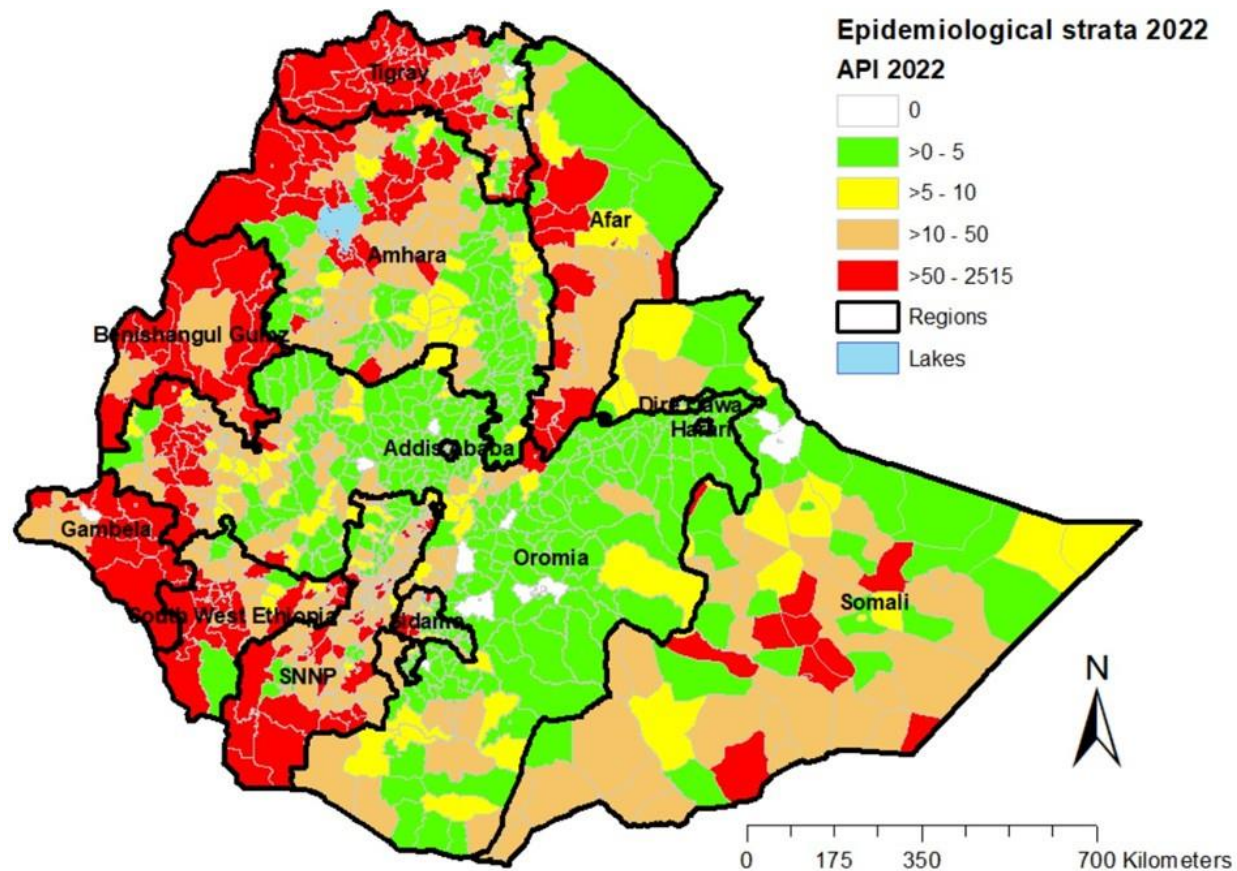 Epidemiological strata 2022
API 2022
0
>0 - 5
>5 - 10
>10 - 50
>50 - 2515
Regions
Lakes
Tigray
Afar
Amhara
Benishangul Gumz
Dire Dawa
Harari
Addis Ababa
Gambela
Oromia
South West Ethiopia
Sidama
Somali
SNNP
N
0 175 350 700 Kilometers